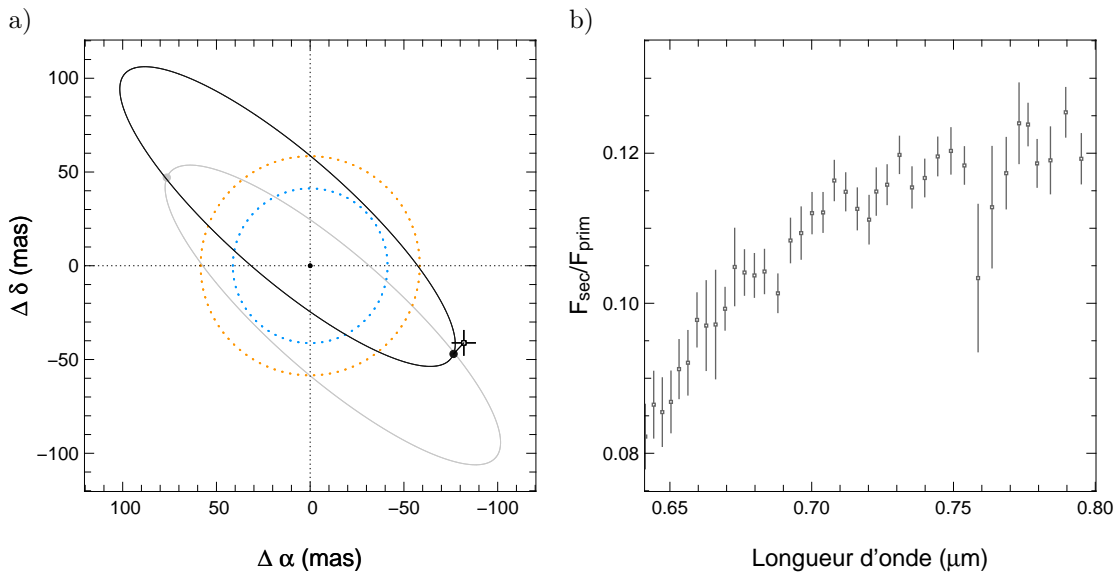 a)
b)
100
50
0
−50
−100
Δ δ (mas)
100
50
0
−50
−100
Δ α (mas)
0.12
0.10
0.08
F_sec/F_prim
0.65
0.70
0.75
0.80
Longueur d'onde (μm)